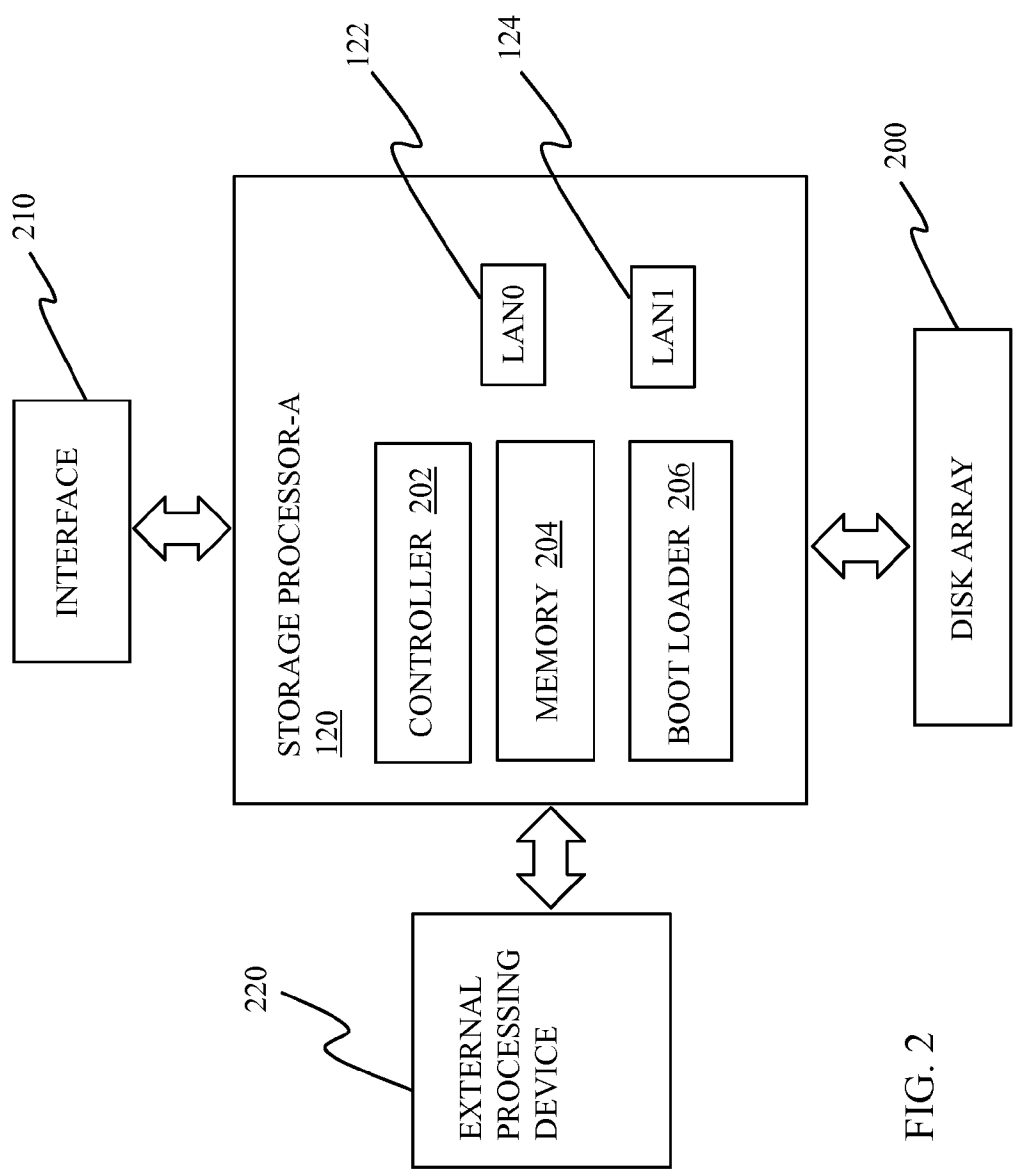 210
INTERFACE
122
124
STORAGE PROCESSOR-A
120
CONTROLLER 202
MEMORY 204
BOOT LOADER 206
LAN0
LAN1
200
DISK ARRAY
220
EXTERNAL
PROCESSING
DEVICE
FIG. 2